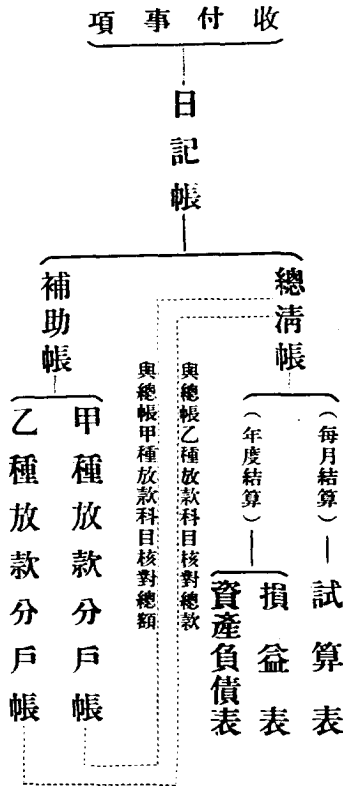 收付事項
日記帳
總清帳
（每月結算）
試算表
（年度結算）
損益表
資產負債表
與總帳乙種放款科目核對總款
與總帳甲種放款科目核對總額
補助帳
甲種放款分戶帳
乙種放款分戶帳